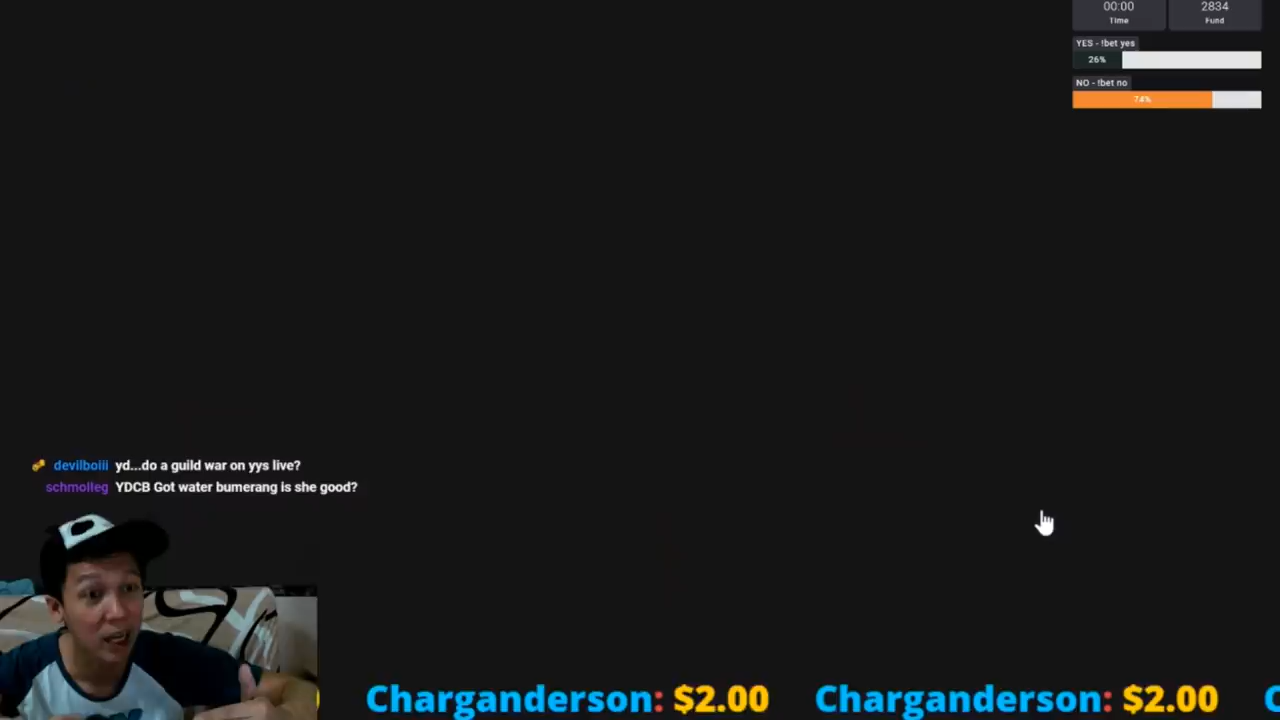 00:00 2834
Time Fund
YES - !bet yes
26%
NO - !bet no
74%
devilboiii yd...do a guild war on yys live?
schmolleg YDCB Got water bumerang is she good?
Charganderson: $2.00 Charganderson: $2.00 C